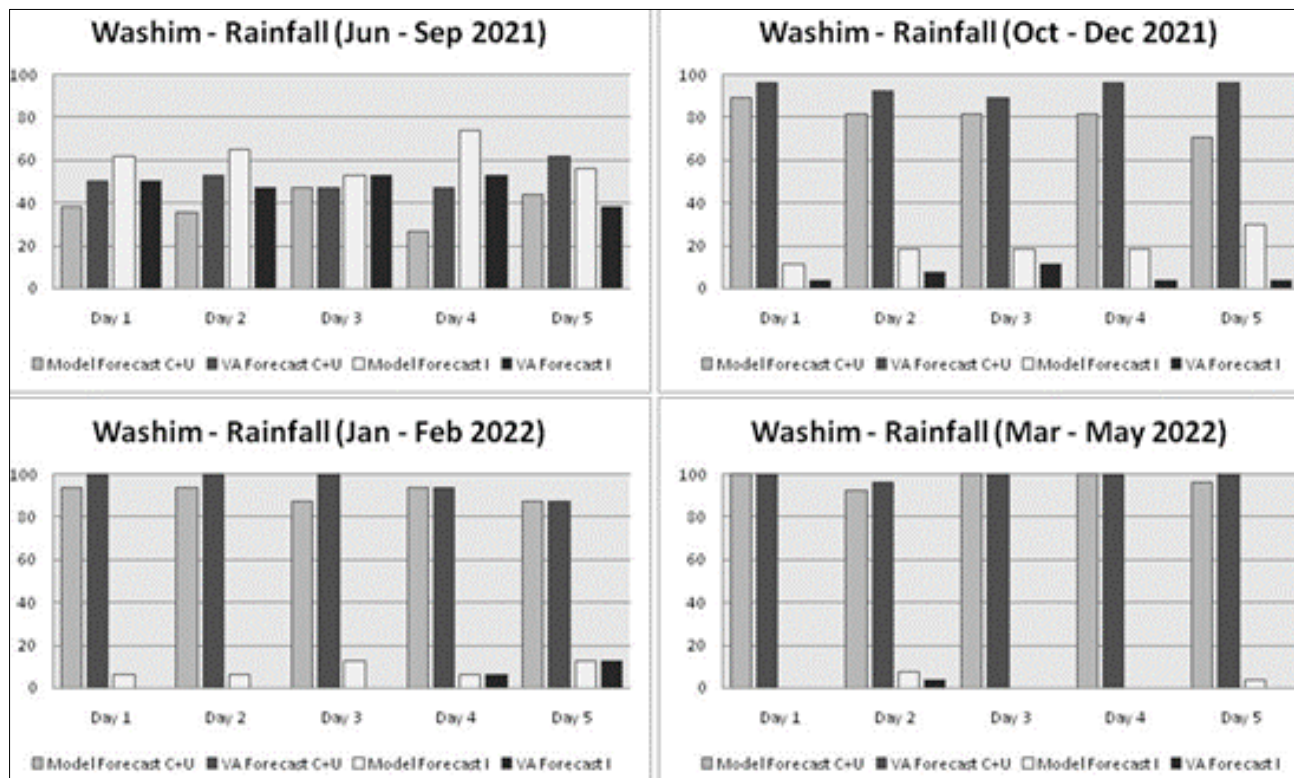 Washim - Rainfall (Jun - Sep 2021)
100
80
60
40
20
0
Day 1 Day 2 Day 3 Day 4 Day 5
Model Forecast C+U VA Forecast C+U Model Forecast I VA Forecast I
Washim - Rainfall (Oct - Dec 2021)
100
80
60
40
20
0
Day 1 Day 2 Day 3 Day 4 Day 5
Model Forecast C+U VA Forecast C+U Model Forecast I VA Forecast I
Washim - Rainfall (Jan - Feb 2022)
100
80
60
40
20
0
Day 1 Day 2 Day 3 Day 4 Day 5
Model Forecast C+U VA Forecast C+U Model Forecast I VA Forecast I
Washim - Rainfall (Mar - May 2022)
100
80
60
40
20
0
Day 1 Day 2 Day 3 Day 4 Day 5
Model Forecast C+U VA Forecast C+U Model Forecast I VA Forecast I